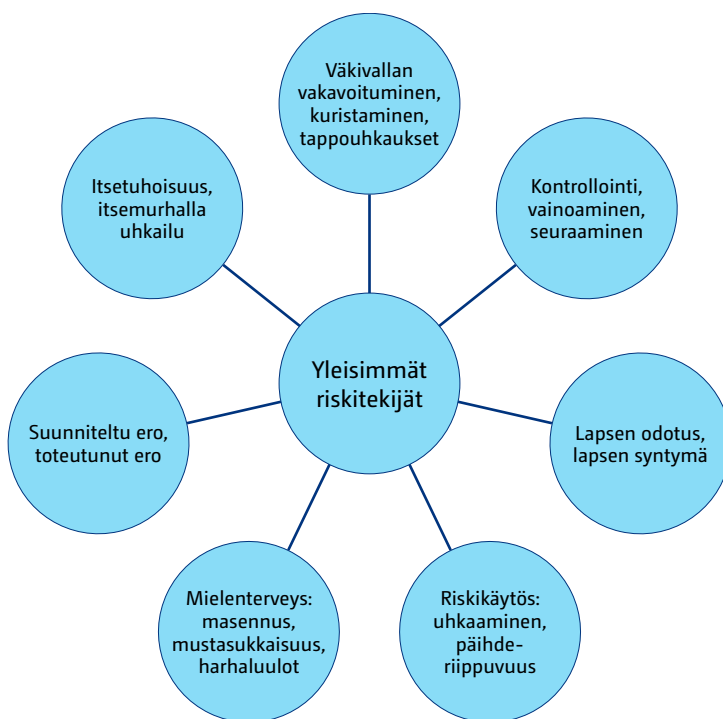 Väkivallan
vakavoituminen,
kuristaminen,
tappouhkaukset
Itsetuhoisuus,
itsemurhalla
uhkailu
Kontrollointi,
vainoaminen,
seuraaminen
Yleisimmät
riskitekijät
Suunniteltu ero,
toteutunut ero
Lapsen odotus,
lapsen syntymä
Mielenterveys:
masennus,
mustasukkaisuus,
harhaluulot
Riskikäytös:
uhkaaminen,
päihde-
riippuvuus